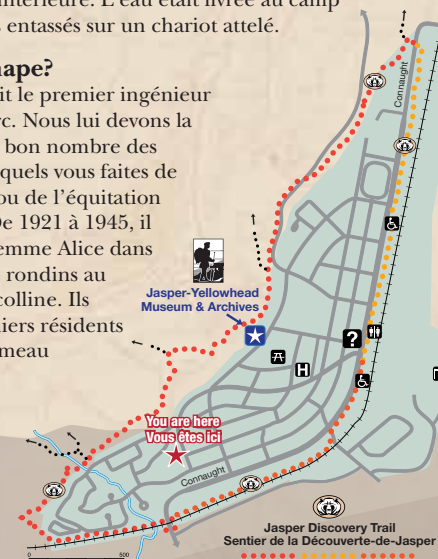 intérieure. L'eau était livrée au camp
entassés sur un chariot attelé.
hape?
it le premier ingénieur
rc. Nous lui devons la
bon nombre des
quels vous faites de
ou de l'équitation
De 1921 à 1945, il
emme Alice dans
rondins au
colline. Ils
niers résidents
meau
Connaught
Jasper-Yellowhead
Museum & Archives
?
H
You are here
Vous êtes ici
Connaught
Jasper Discovery Trail
Sentier de la Découverte-de-Jasper
0 500